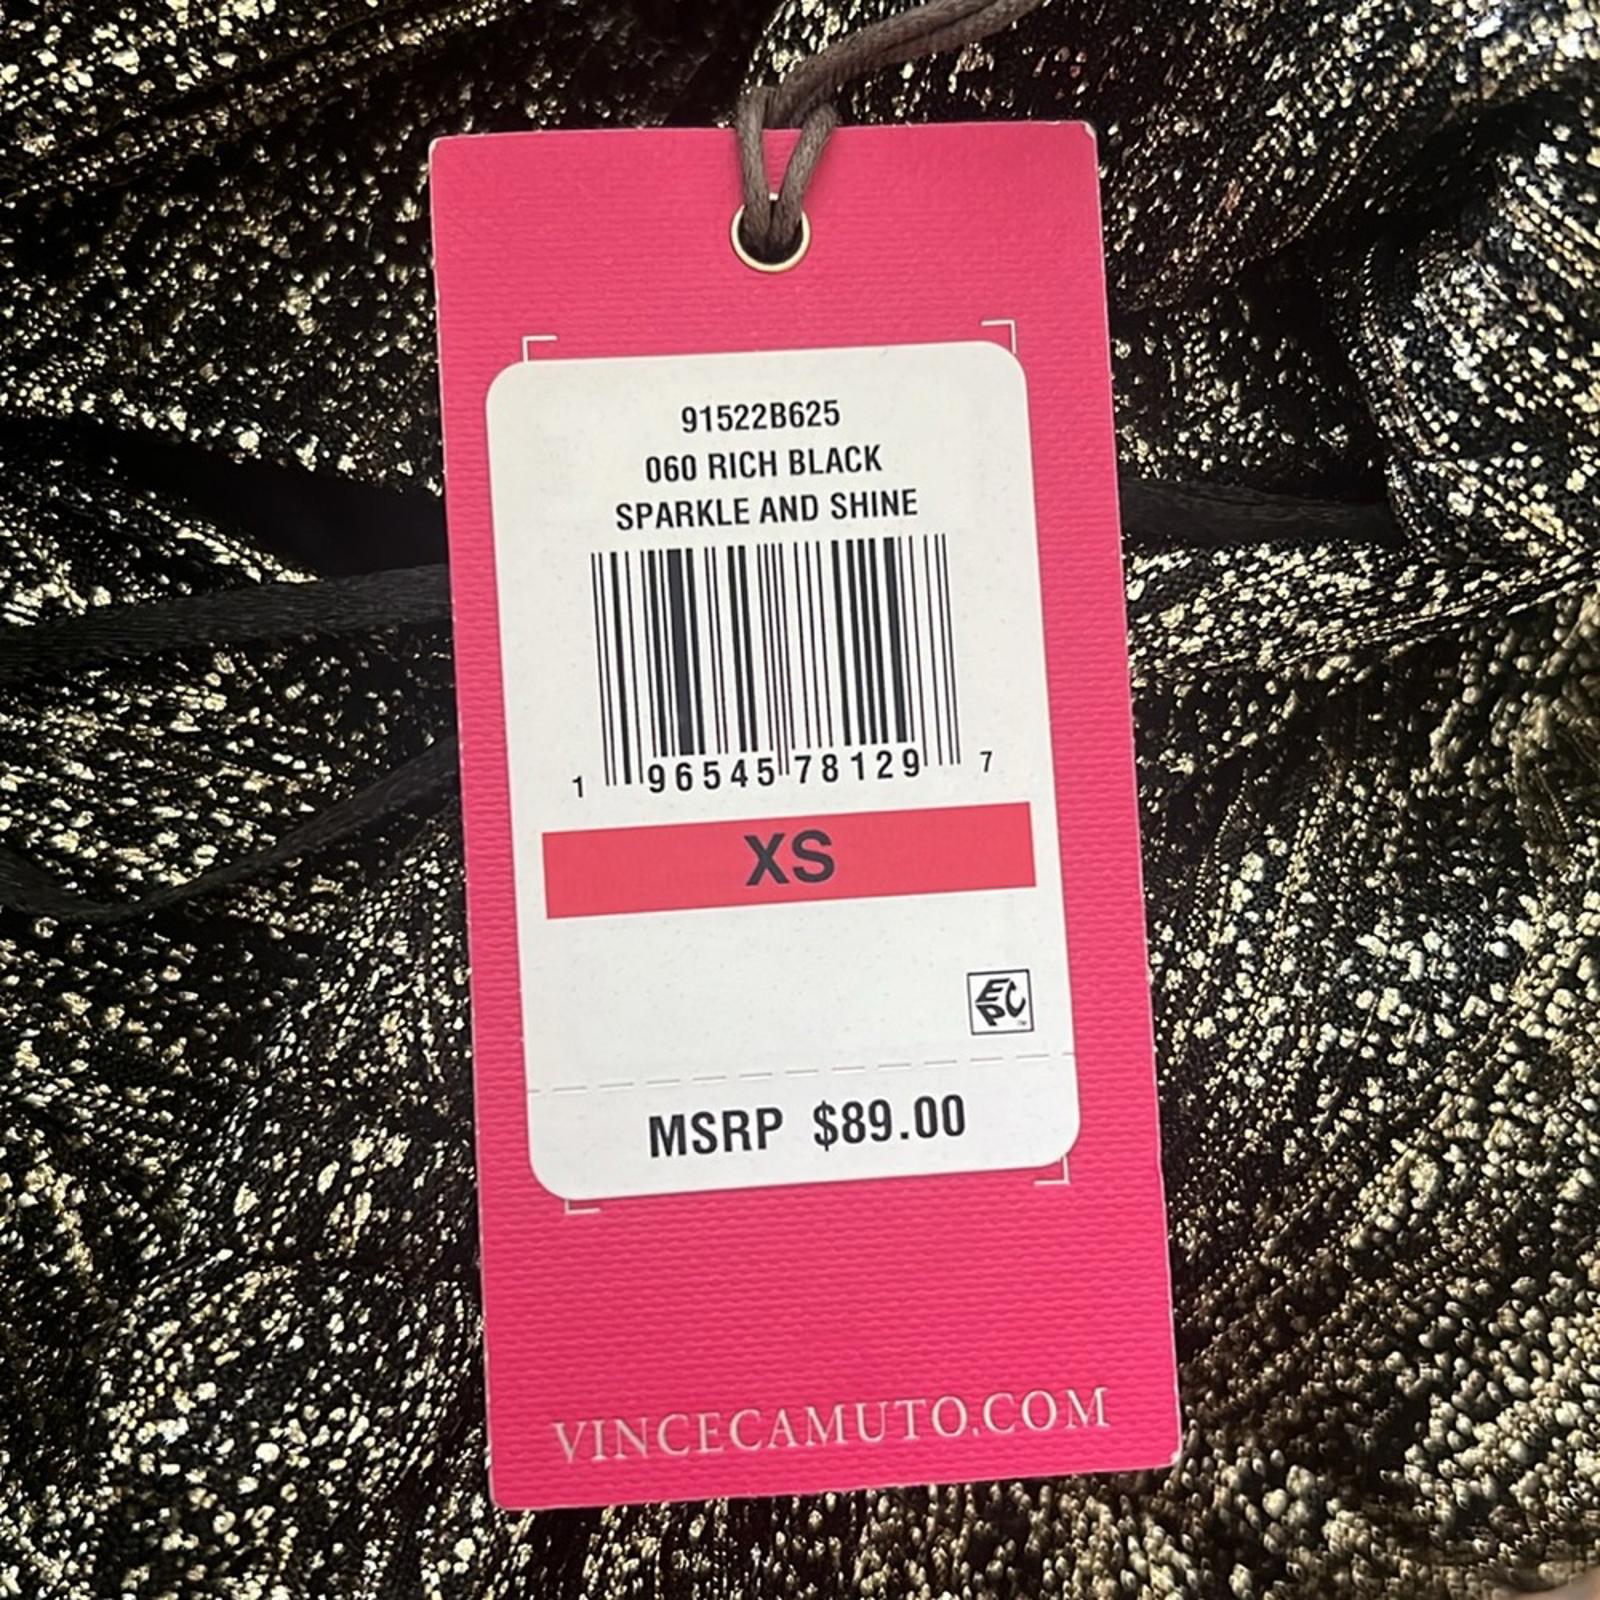 91522B625
060 RICH BLACK
SPARKLE AND SHINE
1 96545 78129 7
XS
EPC
MSRP $89.00
VINCECAMUTO.COM